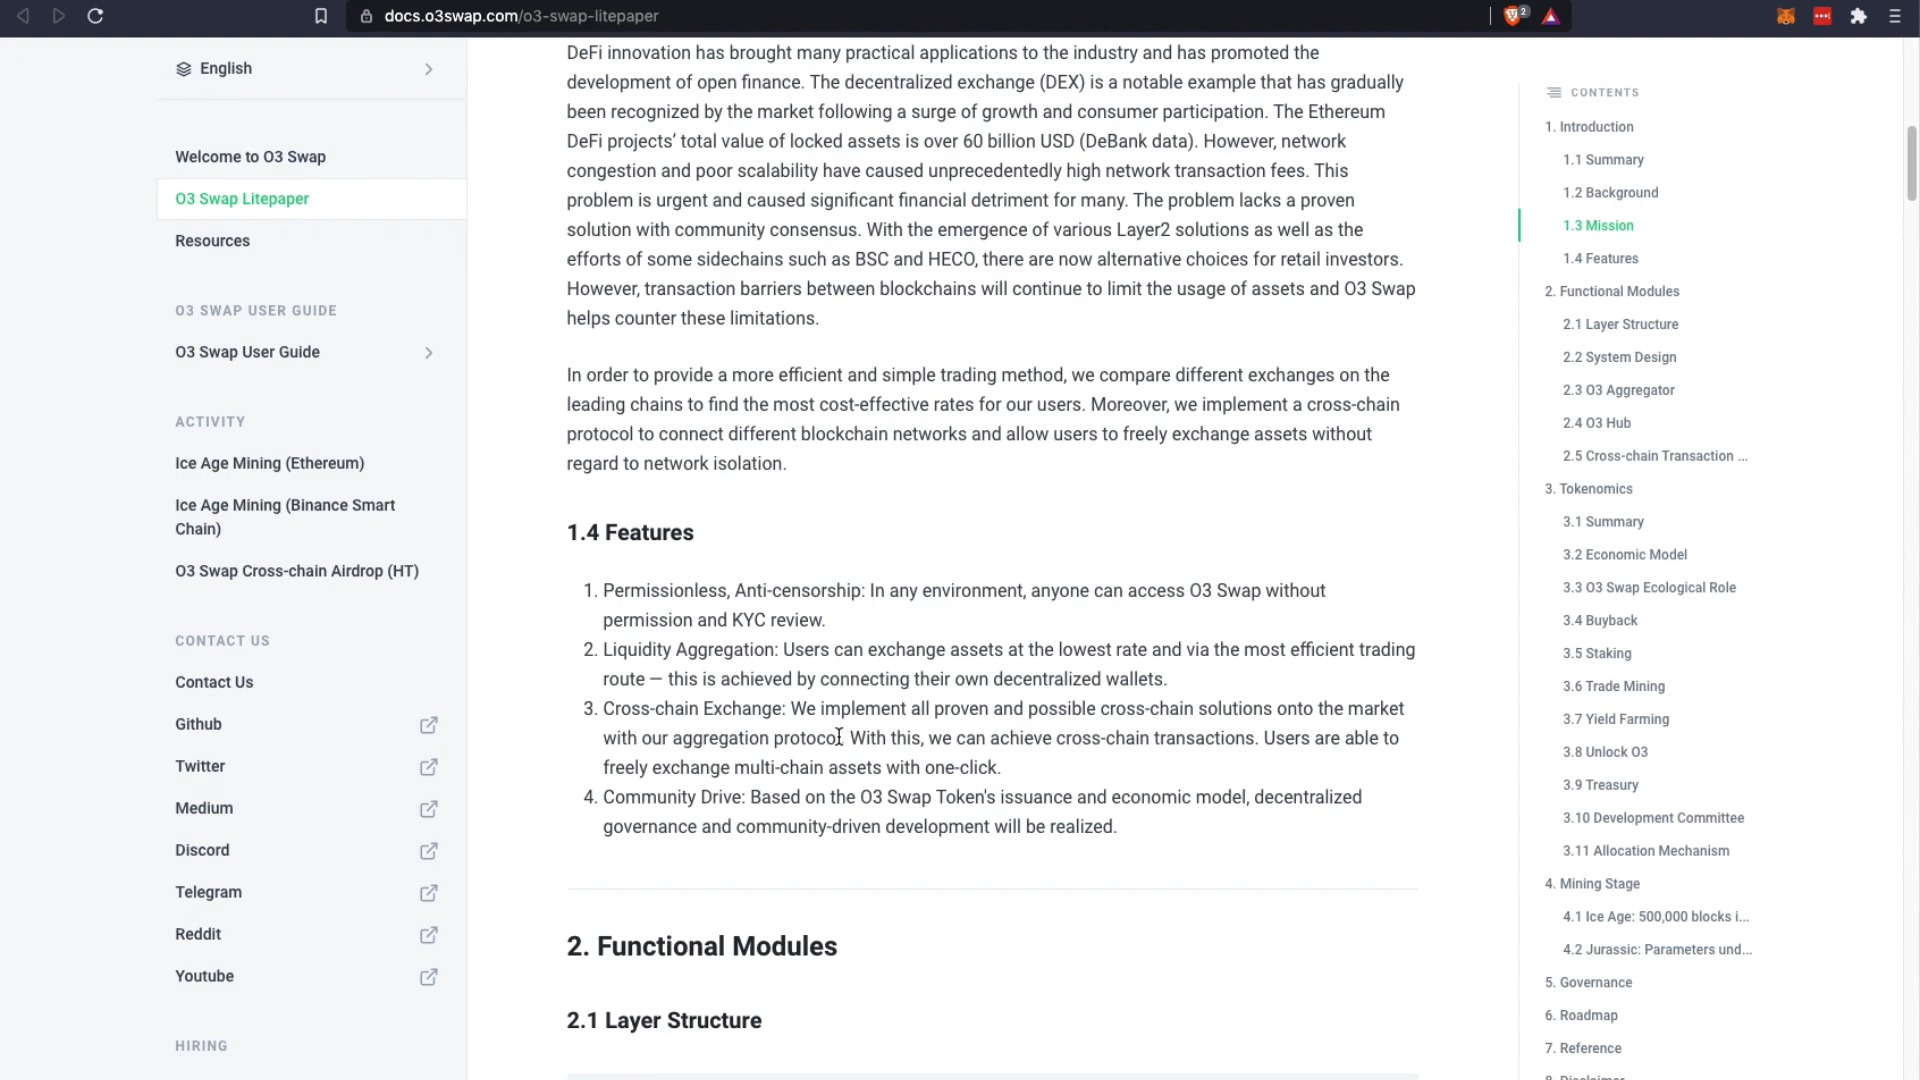 docs.o3swap.com/o3-swap-litepaper
2
English
Welcome to O3 Swap
O3 Swap Litepaper
Resources
O3 SWAP USER GUIDE
O3 Swap User Guide
ACTIVITY
Ice Age Mining (Ethereum)
Ice Age Mining (Binance Smart
Chain)
O3 Swap Cross-chain Airdrop (HT)
CONTACT US
Contact Us
Github
Twitter
Medium
Discord
Telegram
Reddit
Youtube
HIRING
DeFi innovation has brought many practical applications to the industry and has promoted the
development of open finance. The decentralized exchange (DEX) is a notable example that has gradually
been recognized by the market following a surge of growth and consumer participation. The Ethereum
DeFi projects’ total value of locked assets is over 60 billion USD (DeBank data). However, network
congestion and poor scalability have caused unprecedentedly high network transaction fees. This
problem is urgent and caused significant financial detriment for many. The problem lacks a proven
solution with community consensus. With the emergence of various Layer2 solutions as well as the
efforts of some sidechains such as BSC and HECO, there are now alternative choices for retail investors.
However, transaction barriers between blockchains will continue to limit the usage of assets and O3 Swap
helps counter these limitations.
In order to provide a more efficient and simple trading method, we compare different exchanges on the
leading chains to find the most cost-effective rates for our users. Moreover, we implement a cross-chain
protocol to connect different blockchain networks and allow users to freely exchange assets without
regard to network isolation.
1.4 Features
1. Permissionless, Anti-censorship: In any environment, anyone can access O3 Swap without
permission and KYC review.
2. Liquidity Aggregation: Users can exchange assets at the lowest rate and via the most efficient trading
route — this is achieved by connecting their own decentralized wallets.
3. Cross-chain Exchange: We implement all proven and possible cross-chain solutions onto the market
with our aggregation protocol. With this, we can achieve cross-chain transactions. Users are able to
freely exchange multi-chain assets with one-click.
4. Community Drive: Based on the O3 Swap Token's issuance and economic model, decentralized
governance and community-driven development will be realized.
2. Functional Modules
2.1 Layer Structure
CONTENTS
1. Introduction
1.1 Summary
1.2 Background
1.3 Mission
1.4 Features
2. Functional Modules
2.1 Layer Structure
2.2 System Design
2.3 O3 Aggregator
2.4 O3 Hub
2.5 Cross-chain Transaction ...
3. Tokenomics
3.1 Summary
3.2 Economic Model
3.3 O3 Swap Ecological Role
3.4 Buyback
3.5 Staking
3.6 Trade Mining
3.7 Yield Farming
3.8 Unlock O3
3.9 Treasury
3.10 Development Committee
3.11 Allocation Mechanism
4. Mining Stage
4.1 Ice Age: 500,000 blocks i...
4.2 Jurassic: Parameters und...
5. Governance
6. Roadmap
7. Reference
8. Disclaimer